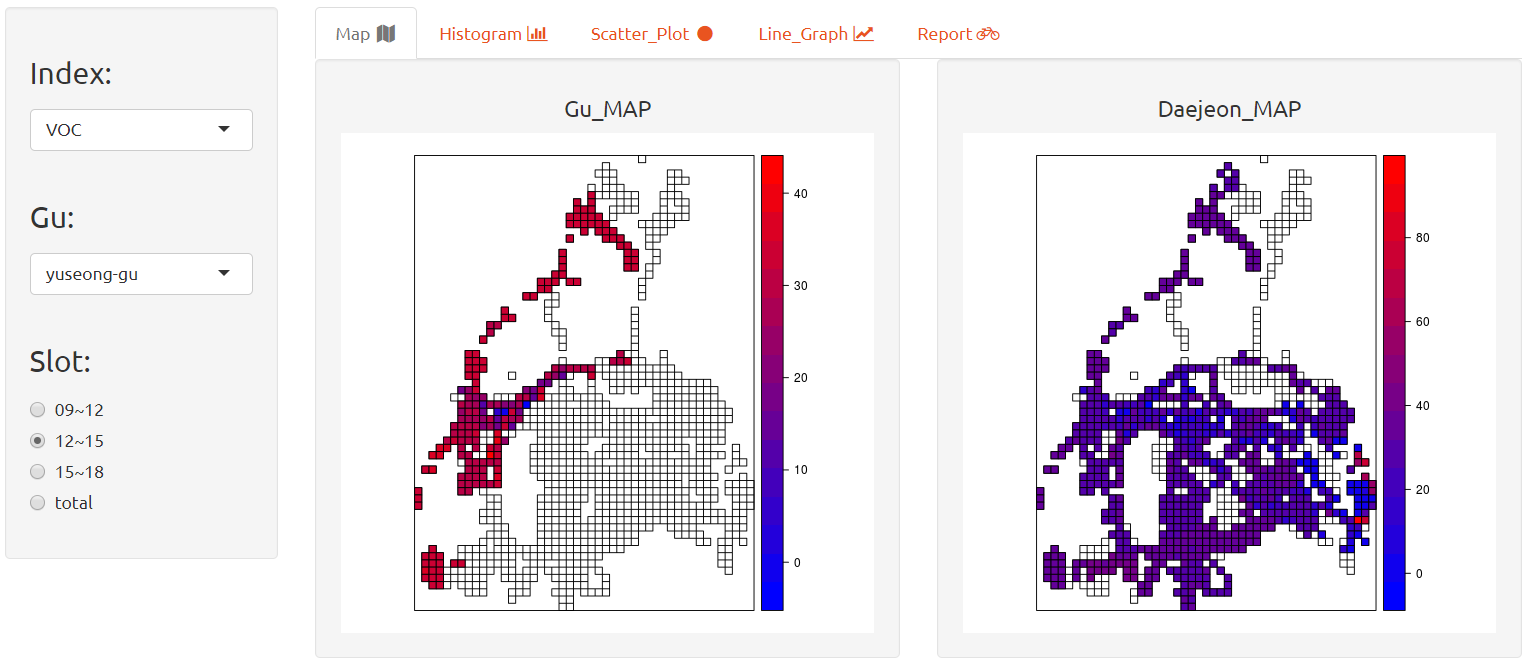 Index:
VOC
Gu:
yuseong-gu
Slot:
09~12
12~15
15~18
total
Map
Histogram
Scatter_Plot
Line_Graph
Report
Gu_MAP
40
30
20
10
0
Daejeon_MAP
80
60
40
20
0